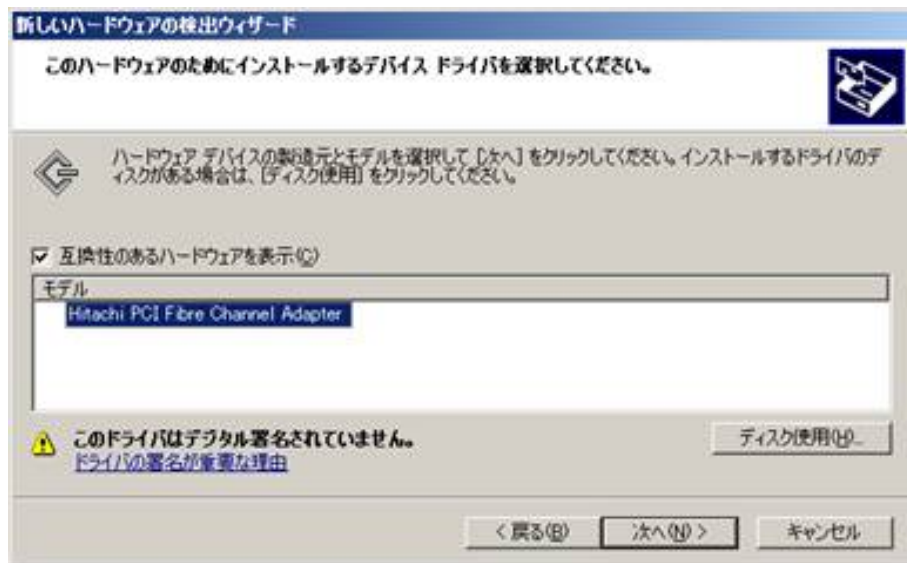 新しいハードウェアの検出ウィザード
このハードウェアのためにインストールするデバイス ドライバを選択してください。
ハードウェア デバイスの製造元とモデルを選択して [次へ] をクリックしてください。インストールするドライバのデ
ィスクがある場合は、[ディスク使用] をクリックしてください。
互換性のあるハードウェアを表示(C)
モデル
Hitachi PCI Fibre Channel Adapter
このドライバはデジタル署名されていません。
ディスク使用(H)...
ドライバの署名が重要な理由
< 戻る(B)
次へ(N) >
キャンセル